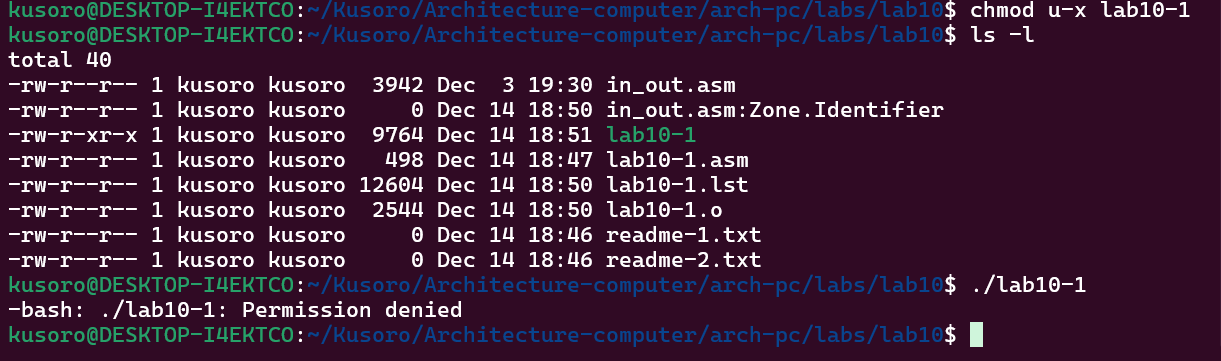 kusoro@DESKTOP-I4EKTCO:~/Kusoro/Architecture-computer/arch-pc/labs/lab10$ chmod u-x lab10-1
kusoro@DESKTOP-I4EKTCO:~/Kusoro/Architecture-computer/arch-pc/labs/lab10$ ls -l
total 40
-rw-r--r-- 1 kusoro kusoro  3942 Dec  3 19:30 in_out.asm
-rw-r--r-- 1 kusoro kusoro     0 Dec 14 18:50 in_out.asm:Zone.Identifier
-rw-r-xr-x 1 kusoro kusoro  9764 Dec 14 18:51 lab10-1
-rw-r--r-- 1 kusoro kusoro   498 Dec 14 18:47 lab10-1.asm
-rw-r--r-- 1 kusoro kusoro 12604 Dec 14 18:50 lab10-1.lst
-rw-r--r-- 1 kusoro kusoro  2544 Dec 14 18:50 lab10-1.o
-rw-r--r-- 1 kusoro kusoro     0 Dec 14 18:46 readme-1.txt
-rw-r--r-- 1 kusoro kusoro     0 Dec 14 18:46 readme-2.txt
kusoro@DESKTOP-I4EKTCO:~/Kusoro/Architecture-computer/arch-pc/labs/lab10$ ./lab10-1
-bash: ./lab10-1: Permission denied
kusoro@DESKTOP-I4EKTCO:~/Kusoro/Architecture-computer/arch-pc/labs/lab10$